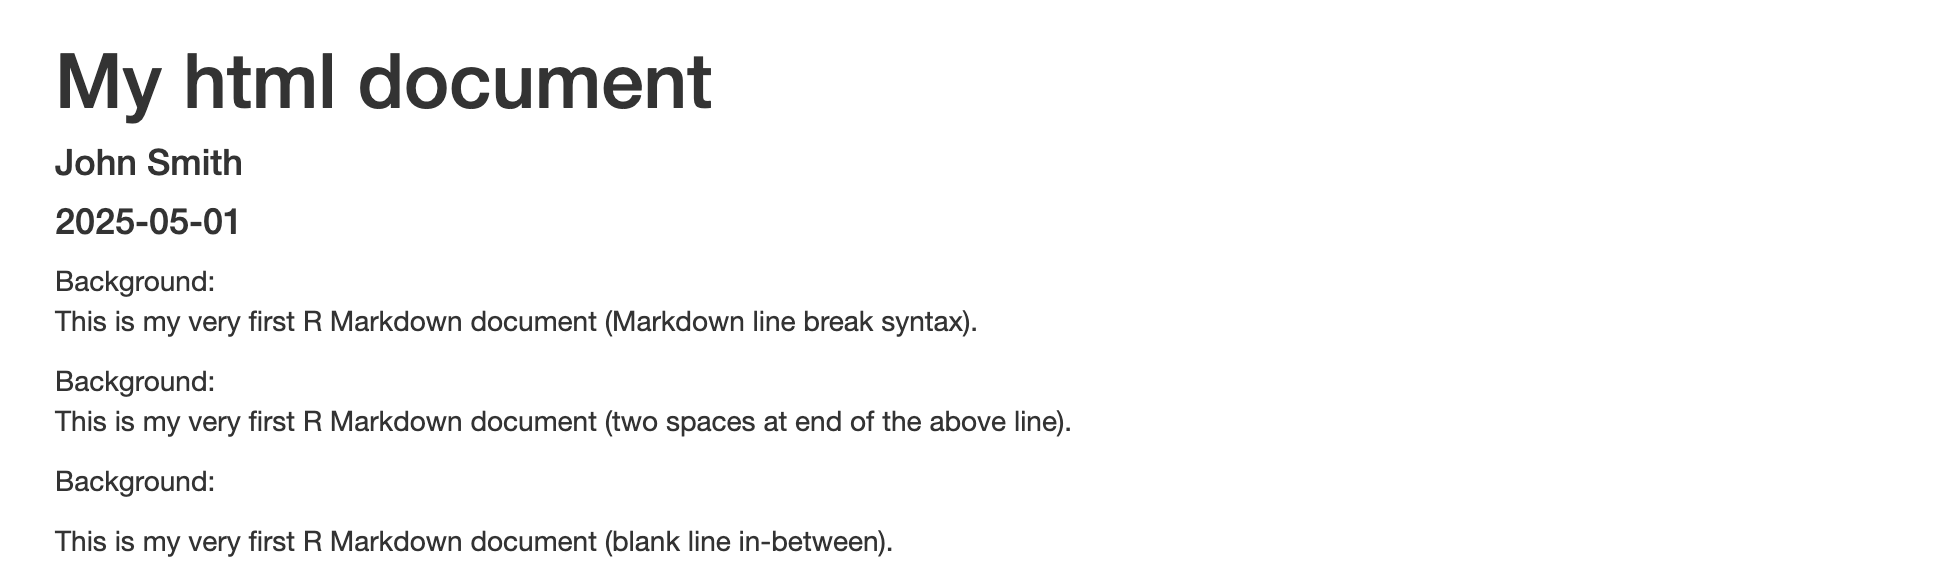 My html document
John Smith
2025-05-01
Background:
This is my very first R Markdown document (Markdown line break syntax).
Background:
This is my very first R Markdown document (two spaces at end of the above line).
Background:
This is my very first R Markdown document (blank line in-between).